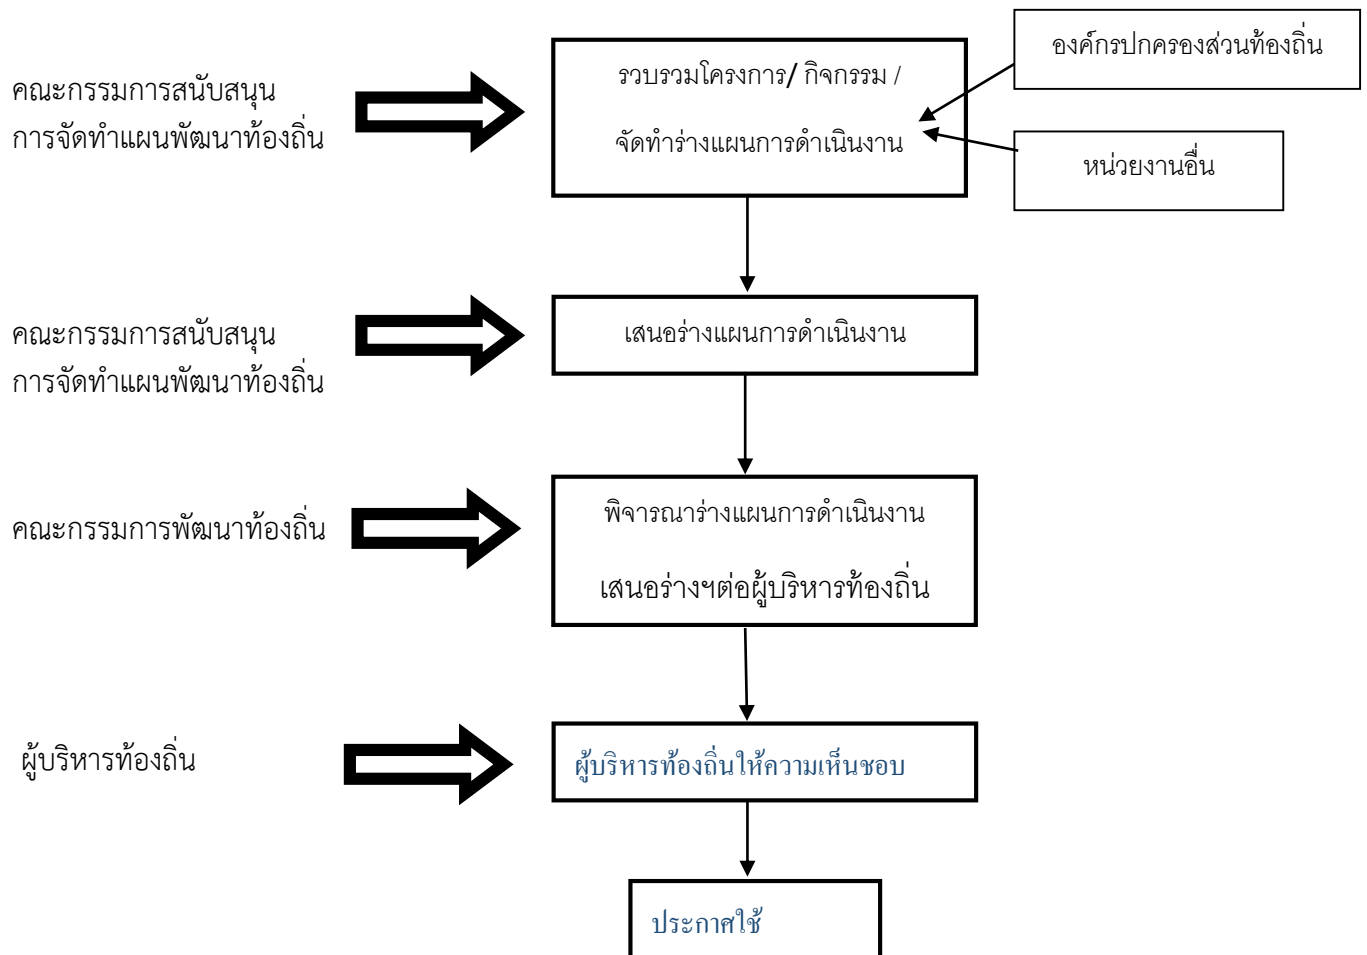 องค์กรปกครองส่วนท้องถิ่น
คณะกรรมการสนับสนุน
การจัดทำแผนพัฒนาท้องถิ่น
รวบรวมโครงการ/ กิจกรรม /
จัดทำร่างแผนการดำเนินงาน
หน่วยงานอื่น
คณะกรรมการสนับสนุน
การจัดทำแผนพัฒนาท้องถิ่น
เสนอร่างแผนการดำเนินงาน
คณะกรรมการพัฒนาท้องถิ่น
พิจารณาร่างแผนการดำเนินงาน
เสนอร่างฯต่อผู้บริหารท้องถิ่น
ผู้บริหารท้องถิ่น
ผู้บริหารท้องถิ่นให้ความเห็นชอบ
ประกาศใช้